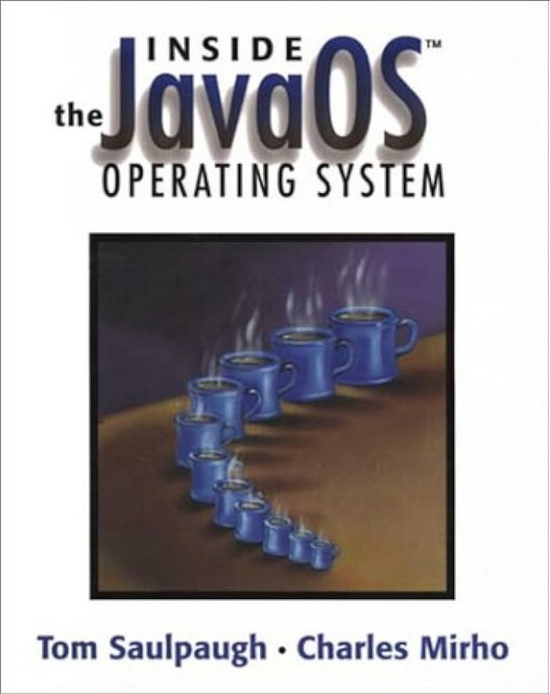 INSIDE
the JavaOS™
OPERATING SYSTEM
Tom Saulpaugh • Charles Mirho